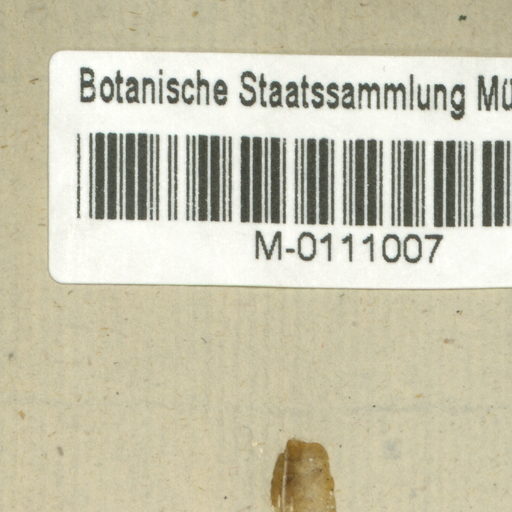 Botanische Staatssammlung Mü
M-0111007